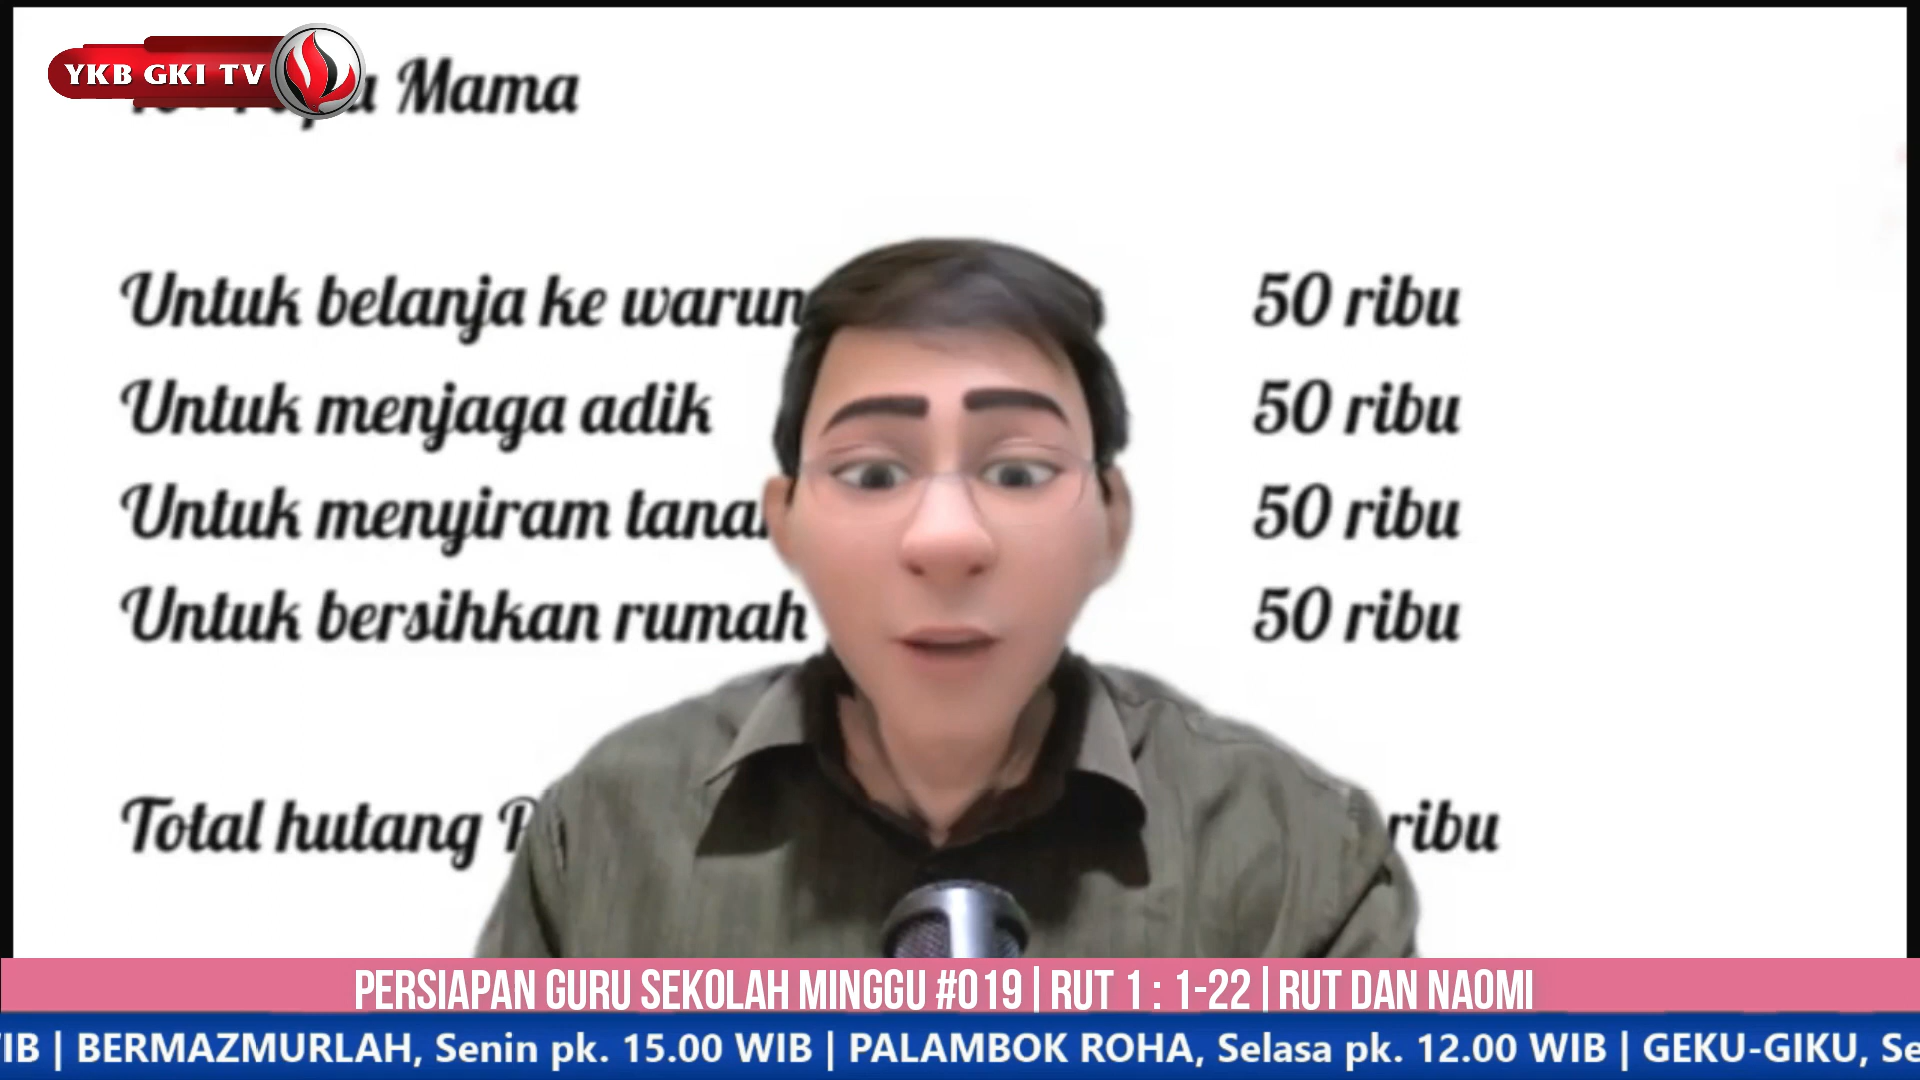 YKB GKI TV
Mama
Untuk belanja ke
50 ribu
Untuk menjaga adik
50 ribu
Untuk menyiram
50 ribu
Untuk bersihkan rumah
50 ribu
Total hutang
ribu
PERSIAPAN GURU SEKOLAH MINGGU #019 | RUT 1 : 1-22 | RUT DAN NAOMI
IB | BERMAZMURLAH, Senin pk. 15.00 WIB | PALAMBOK ROHA, Selasa pk. 12.00 WIB | GEKU-GIKU, Se